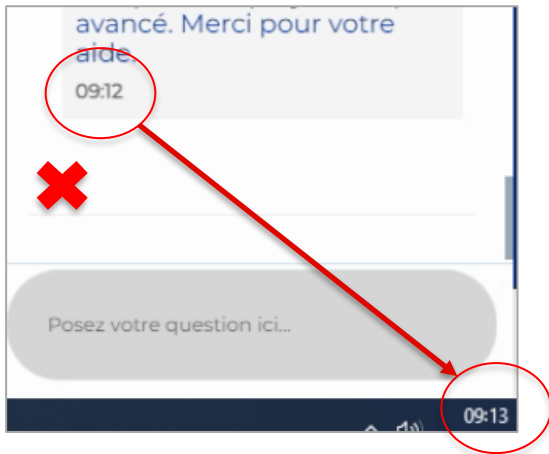 avancé. Merci pour votre
aide.
09:12
Posez votre question ici...
09:13